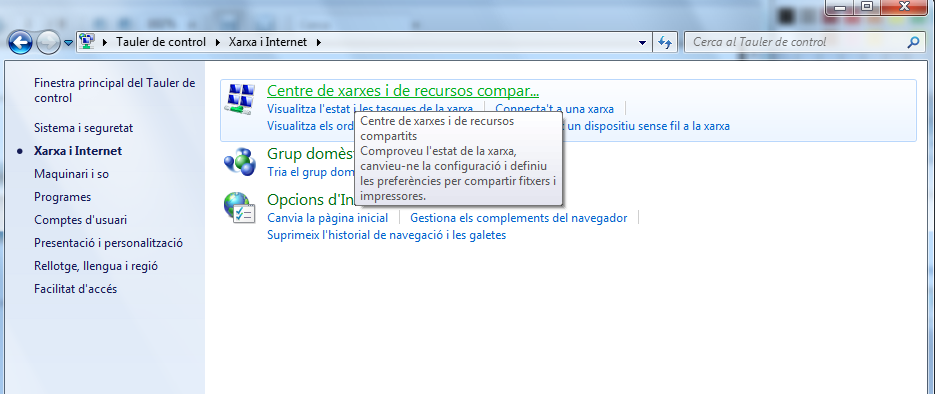 Tauler de control
Xarxa i Internet
Cerca al Tauler de control
Finestra principal del Tauler de
control
Sistema i seguretat
Xarxa i Internet
Maquinari i so
Programes
Comptes d'usuari
Presentació i personalització
Rellotge, llengua i regió
Facilitat d'accés
Centre de xarxes i de recursos compar...
Visualitza l'estat i les tasques de la xarxa
Connecta't a una xarxa
Visualitza els ord
un dispositiu sense fil a la xarxa
Centre de xarxes i de recursos
compartits
Comproveu l'estat de la xarxa,
canvieu-ne la configuració i definiu
les preferències per compartir fitxers i
impressores.
Grup domèst
Tria el grup dom
Opcions d'In
Canvia la pàgina inicial
Gestiona els complements del navegador
Suprimeix l'historial de navegació i les galetes